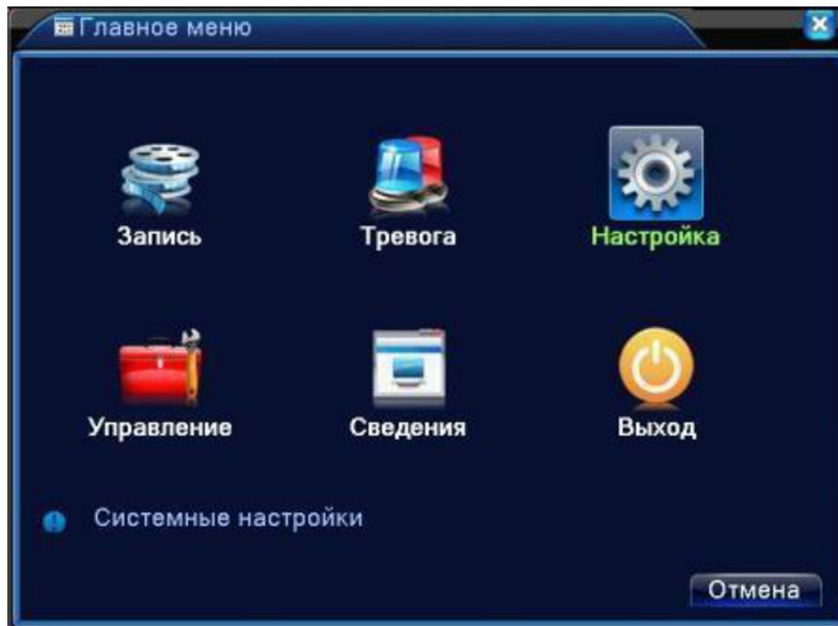 Главное меню
Запись
Тревога
Настройка
Управление
Сведения
Выход
Системные настройки
Отмена